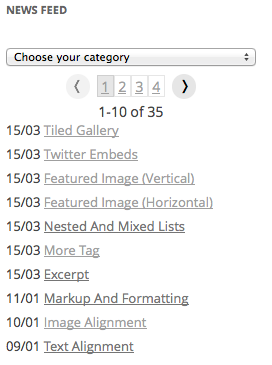 NEWS FEED
Choose your category
1 2 3 4
1-10 of 35
15/03 Tiled Gallery
15/03 Twitter Embeds
15/03 Featured Image (Vertical)
15/03 Featured Image (Horizontal)
15/03 Nested And Mixed Lists
15/03 More Tag
15/03 Excerpt
11/01 Markup And Formatting
10/01 Image Alignment
09/01 Text Alignment